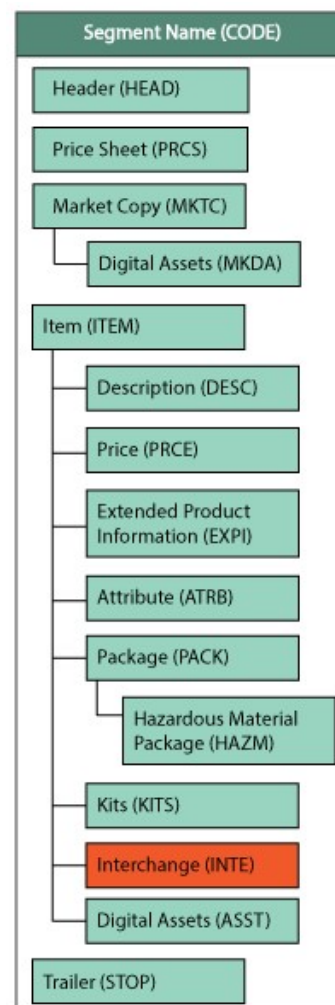 Segment Name (CODE)
Header (HEAD)
Price Sheet (PRCS)
Market Copy (MKTC)
Digital Assets (MKDA)
Item (ITEM)
Description (DESC)
Price (PRCE)
Extended Product
Information (EXPI)
Attribute (ATRB)
Package (PACK)
Hazardous Material
Package (HAZM)
Kits (KITS)
Interchange (INTE)
Digital Assets (ASST)
Trailer (STOP)